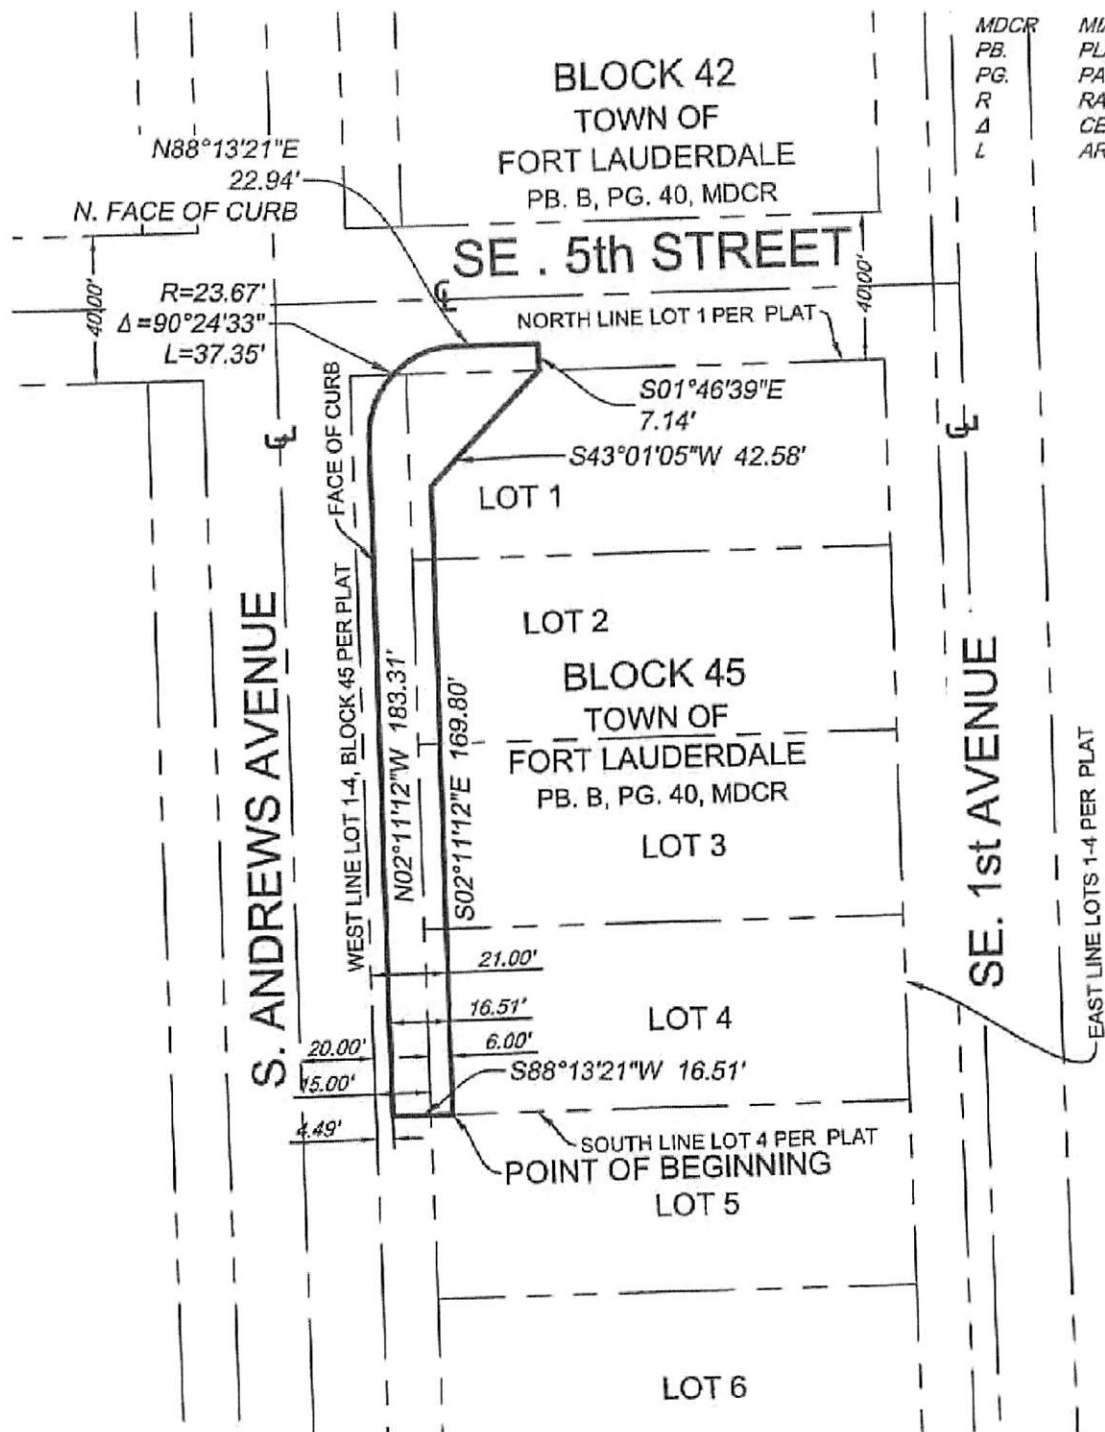 MDCR
PB.
PG.
R
Δ
L
BLOCK 42
TOWN OF
FORT LAUDERDALE
PB. B, PG. 40, MDCR
N88°13'21"E
22.94'
N. FACE OF CURB
SE . 5th STREET
40.00'
40.00'
R=23.67'
Δ=90°24'33"
L=37.35'
NORTH LINE LOT 1 PER PLAT
S01°46'39"E
7.14'
S43°01'05"W 42.58'
FACE OF CURB
LOT 1
LOT 2
BLOCK 45
TOWN OF
FORT LAUDERDALE
PB. B, PG. 40, MDCR
LOT 3
S. ANDREWS AVENUE
WEST LINE LOT 1-4, BLOCK 45 PER PLAT
N02°11'12"W 183.31'
S02°11'12"E 169.80'
SE. 1st AVENUE
EAST LINE LOTS 1-4 PER PLAT
21.00'
16.51'
LOT 4
20.00'
6.00'
S88°13'21"W 16.51'
15.00'
4.49'
SOUTH LINE LOT 4 PER PLAT
POINT OF BEGINNING
LOT 5
LOT 6